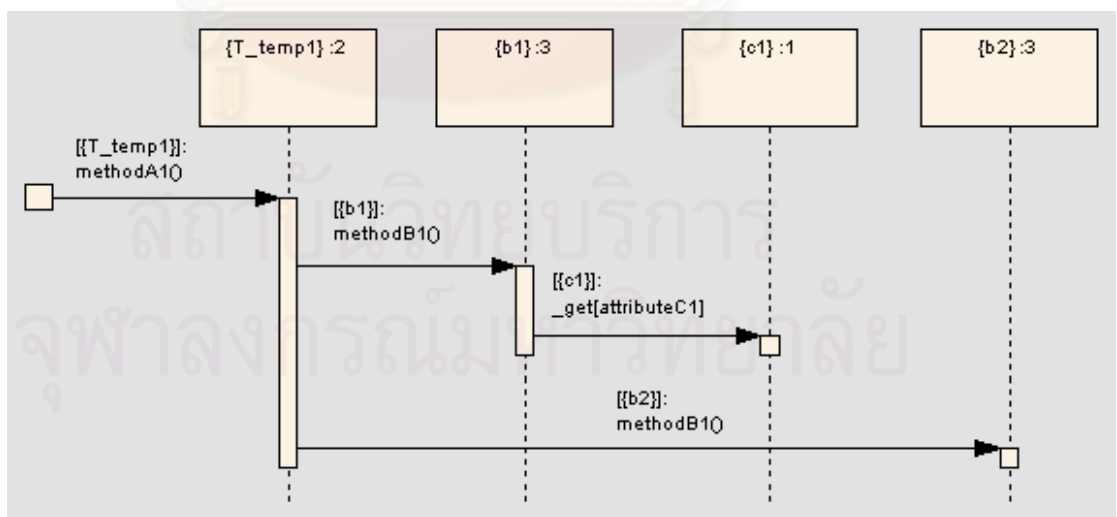 {T_temp1} :2
{b1} :3
{c1} :1
{b2} :3
[{T_temp1}]:
methodA1()
[{b1}]:
methodB1()
[{c1}]:
_get[attributeC1]
[{b2}]:
methodB1()
สถาบันวิทยบริการ
จุฬาลงกรณ์มหาวิทยาลัย